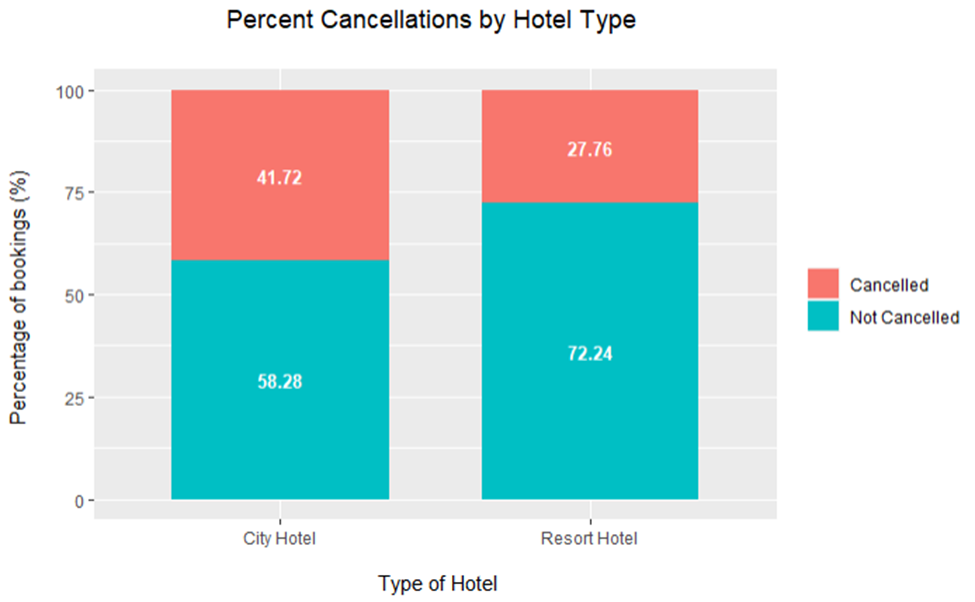 Percent Cancellations by Hotel Type
Percentage of bookings (%)
100
75
50
25
0
41.72
58.28
27.76
72.24
City Hotel
Resort Hotel
Type of Hotel
Cancelled
Not Cancelled